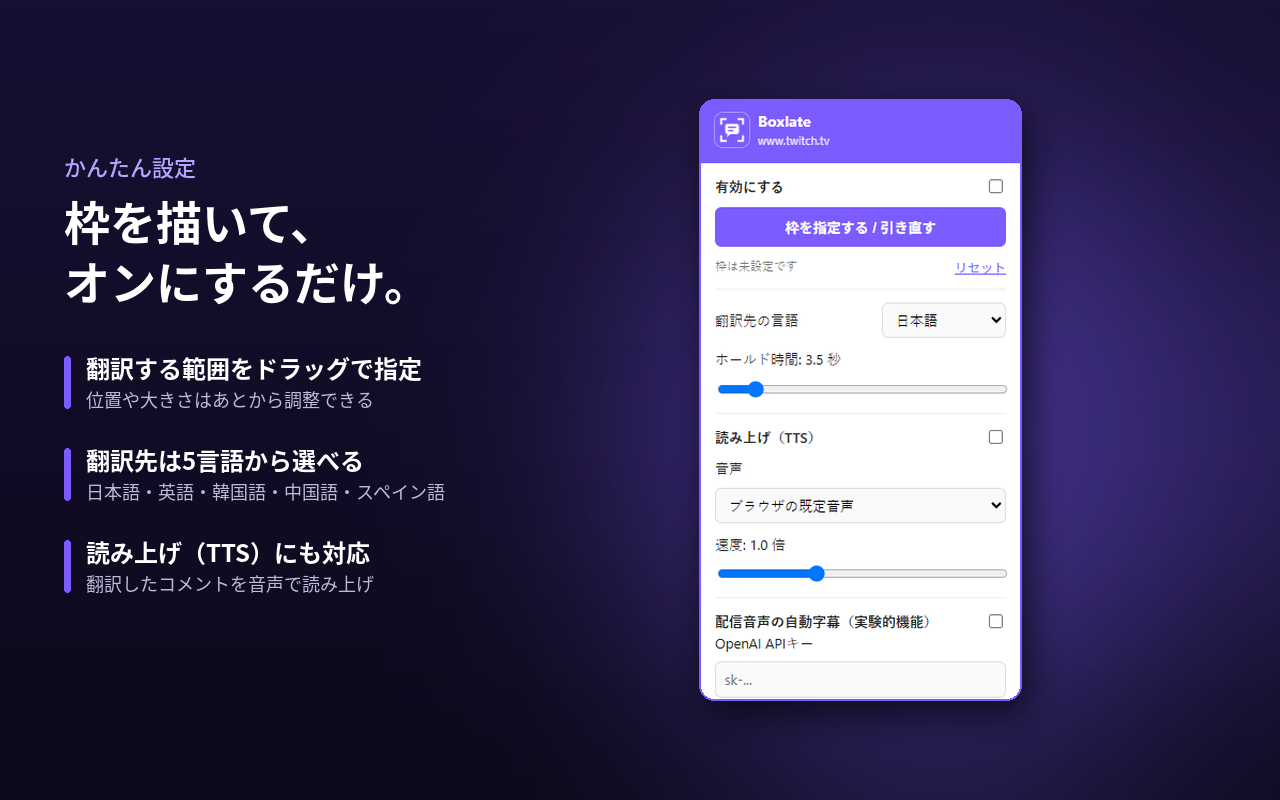 かんたん設定
枠を描いて、
オンにするだけ。
翻訳する範囲をドラッグで指定
位置や大きさはあとから調整できる
翻訳先は5言語から選べる
日本語・英語・韓国語・中国語・スペイン語
読み上げ（TTS）にも対応
翻訳したコメントを音声で読み上げ
Boxlate
www.twitch.tv
有効にする
枠を指定する / 引き直す
枠は未設定です
リセット
翻訳先の言語
日本語
ホールド時間: 3.5 秒
読み上げ（TTS）
音声
ブラウザの既定音声
速度: 1.0 倍
配信音声の自動字幕（実験的機能）
OpenAI APIキー
sk-...